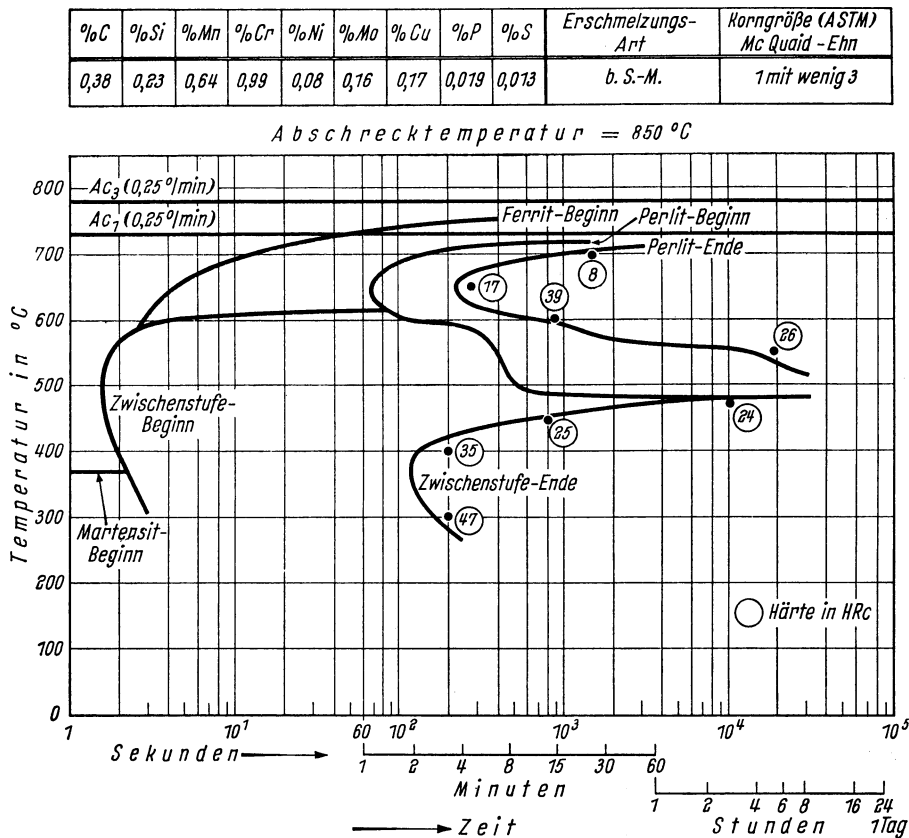 %C %Si %Mn %Cr %Ni %Mo %Cu %P %S Erschmelzungs-Art Korngröße (ASTM) Mc Quaid-Ehn
0,38 0,23 0,64 0,99 0,08 0,16 0,17 0,019 0,013 b. S.-M. 1 mit wenig 3
Abschrecktemperatur = 850 °C
Temperatur in °C
800
700
600
500
400
300
200
100
0
Ac3 (0,25°/min)
Ac1 (0,25°/min)
Ferrit-Beginn
Perlit-Beginn
Perlit-Ende
8
17
39
26
Zwischenstufe-
Beginn
24
25
35
Zwischenstufe-Ende
47
Martensit-
Beginn
Härte in HRc
1 10¹ 60 10² 10³ 10⁴ 10⁵
Sekunden
1 2 4 8 15 30 60
Minuten
1 2 4 6 8 16 24
Zeit Stunden 1Tag